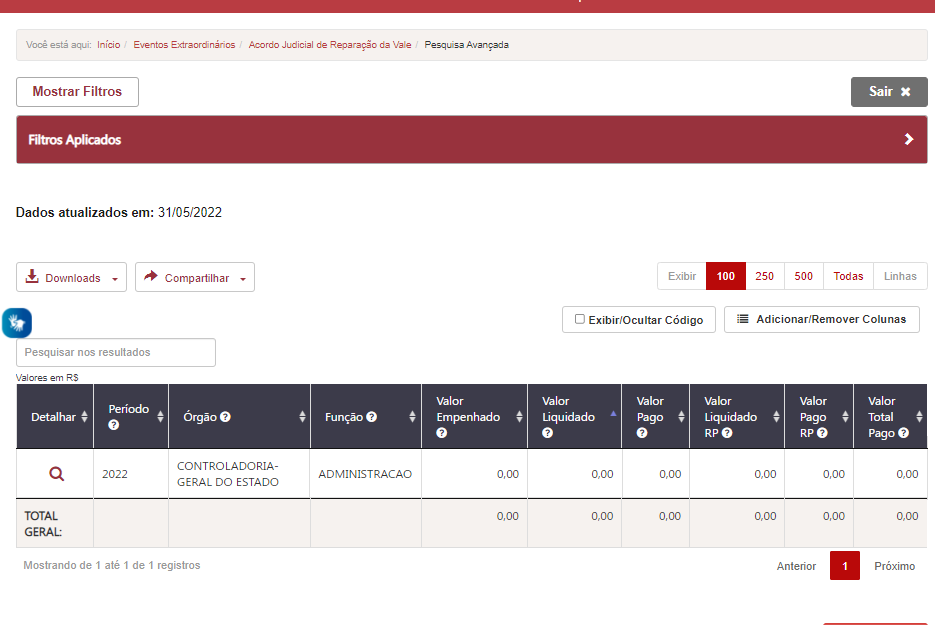 Você está aqui: Início / Eventos Extraordinários / Acordo Judicial de Reparação da Vale / Pesquisa Avançada
Mostrar Filtros
Sair ✖
Filtros Aplicados
Dados atualizados em: 31/05/2022
Downloads
Compartilhar
Exibir 100 250 500 Todas Linhas
Exibir/Ocultar Código
Adicionar/Remover Colunas
Pesquisar nos resultados
Valores em R$
Detalhar Período Órgão Função Valor Empenhado Valor Liquidado Valor Pago Valor Liquidado RP Valor Pago RP Valor Total Pago
2022 CONTROLADORIA-GERAL DO ESTADO ADMINISTRACAO 0,00 0,00 0,00 0,00 0,00 0,00
TOTAL GERAL: 0,00 0,00 0,00 0,00 0,00 0,00
Mostrando de 1 até 1 de 1 registros
Anterior 1 Próximo